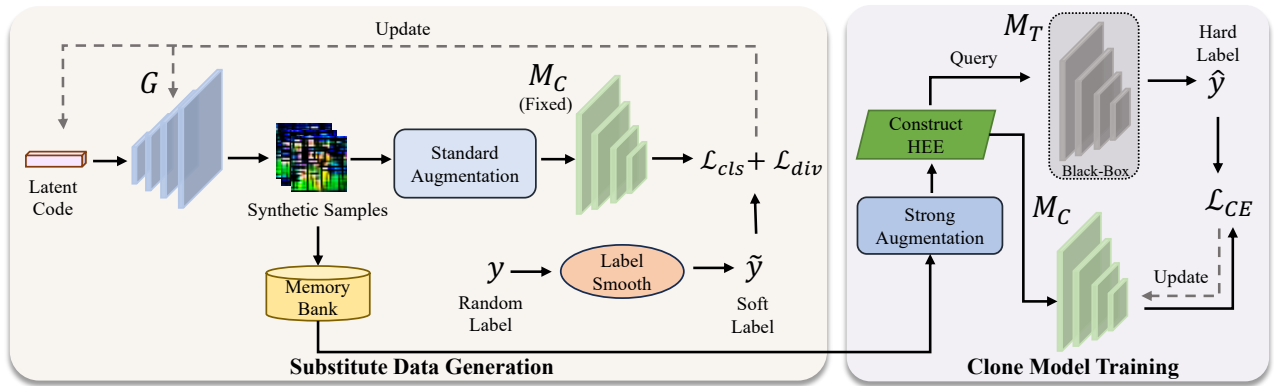 Update
G
M_C
(Fixed)
Latent
Code
Synthetic Samples
Standard
Augmentation
ℒ_cls + ℒ_div
Memory
Bank
y
Random
Label
Label
Smooth
ỹ
Soft
Label
Substitute Data Generation
M_T
Query
Hard
Label
ŷ
Construct
HEE
Black-Box
Strong
Augmentation
M_C
ℒ_CE
Update
Clone Model Training